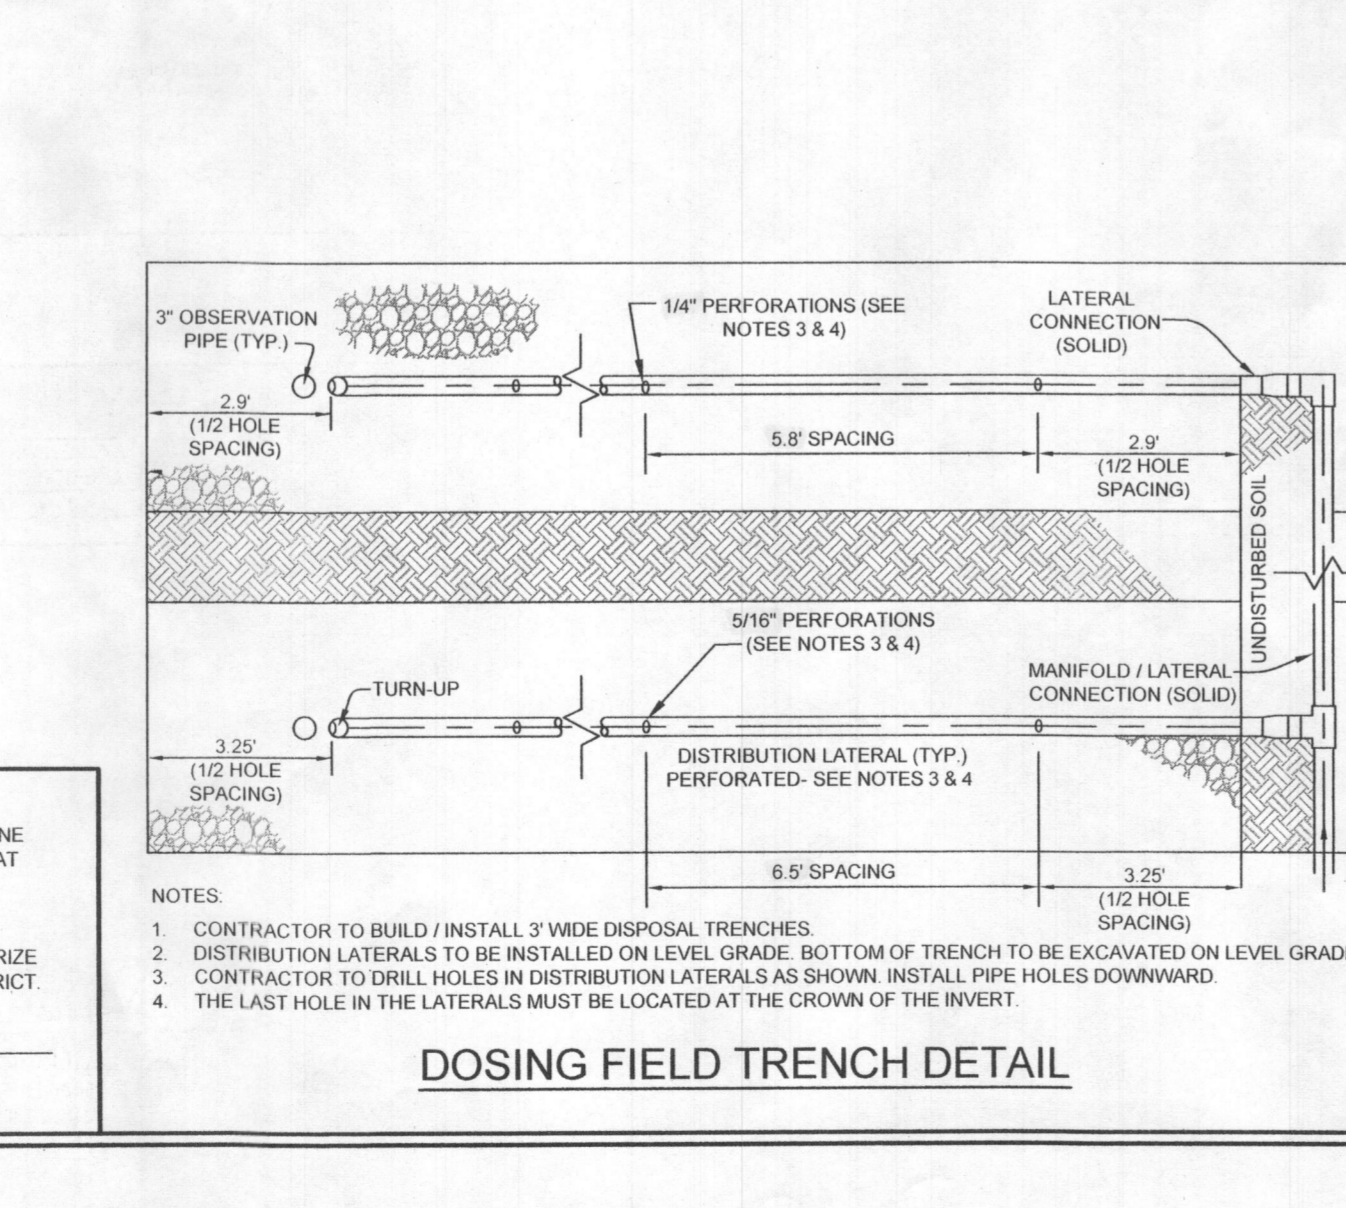 3" OBSERVATION
PIPE (TYP.)
1/4" PERFORATIONS (SEE
NOTES 3 & 4)
LATERAL
CONNECTION
(SOLID)
2.9'
(1/2 HOLE
SPACING)
5.8' SPACING
2.9'
(1/2 HOLE
SPACING)
UNDISTURBED SOIL
5/16" PERFORATIONS
(SEE NOTES 3 & 4)
MANIFOLD / LATERAL
CONNECTION (SOLID)
TURN-UP
3.25'
(1/2 HOLE
SPACING)
DISTRIBUTION LATERAL (TYP.)
PERFORATED- SEE NOTES 3 & 4
6.5' SPACING
3.25'
(1/2 HOLE
SPACING)
NE
AT
RIZE
RICT.
NOTES:
1. CONTRACTOR TO BUILD / INSTALL 3' WIDE DISPOSAL TRENCHES.
2. DISTRIBUTION LATERALS TO BE INSTALLED ON LEVEL GRADE. BOTTOM OF TRENCH TO BE EXCAVATED ON LEVEL GRAD
3. CONTRACTOR TO DRILL HOLES IN DISTRIBUTION LATERALS AS SHOWN. INSTALL PIPE HOLES DOWNWARD.
4. THE LAST HOLE IN THE LATERALS MUST BE LOCATED AT THE CROWN OF THE INVERT.
DOSING FIELD TRENCH DETAIL